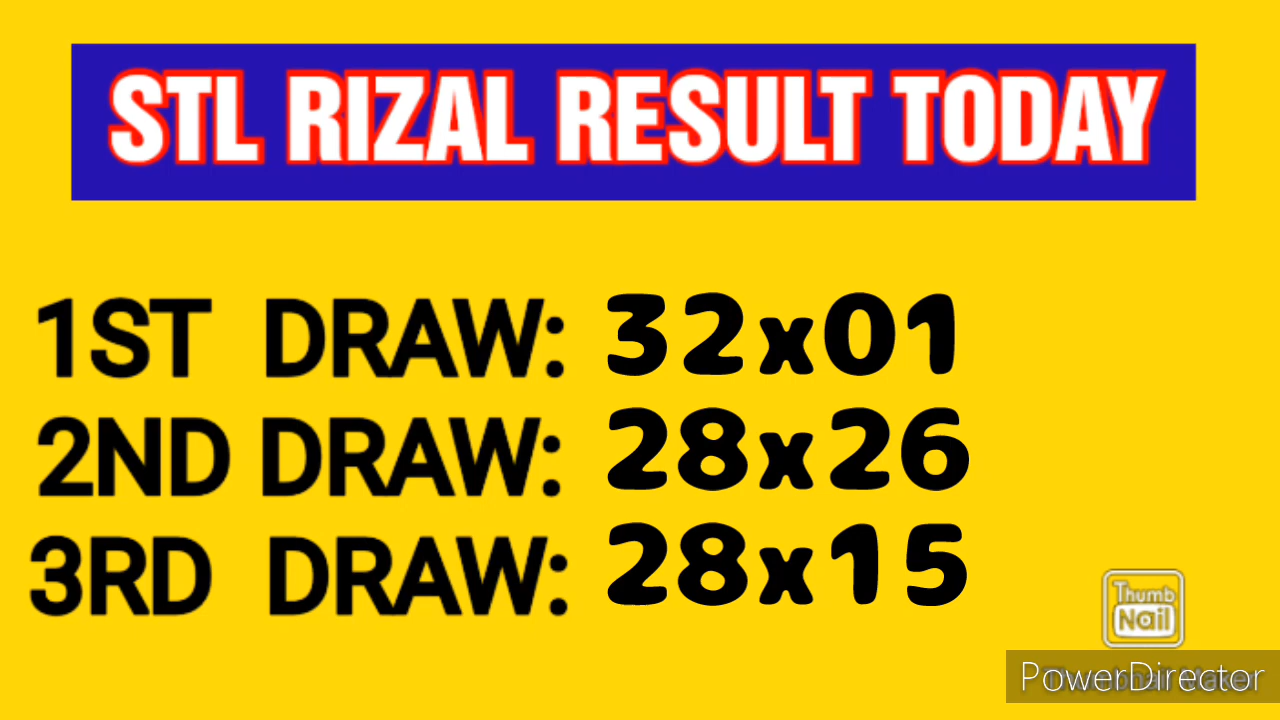 STL RIZAL RESULT TODAY
1ST DRAW: 32x01
2ND DRAW: 28x26
3RD DRAW: 28x15
Thumb
Nail
PowerDirector